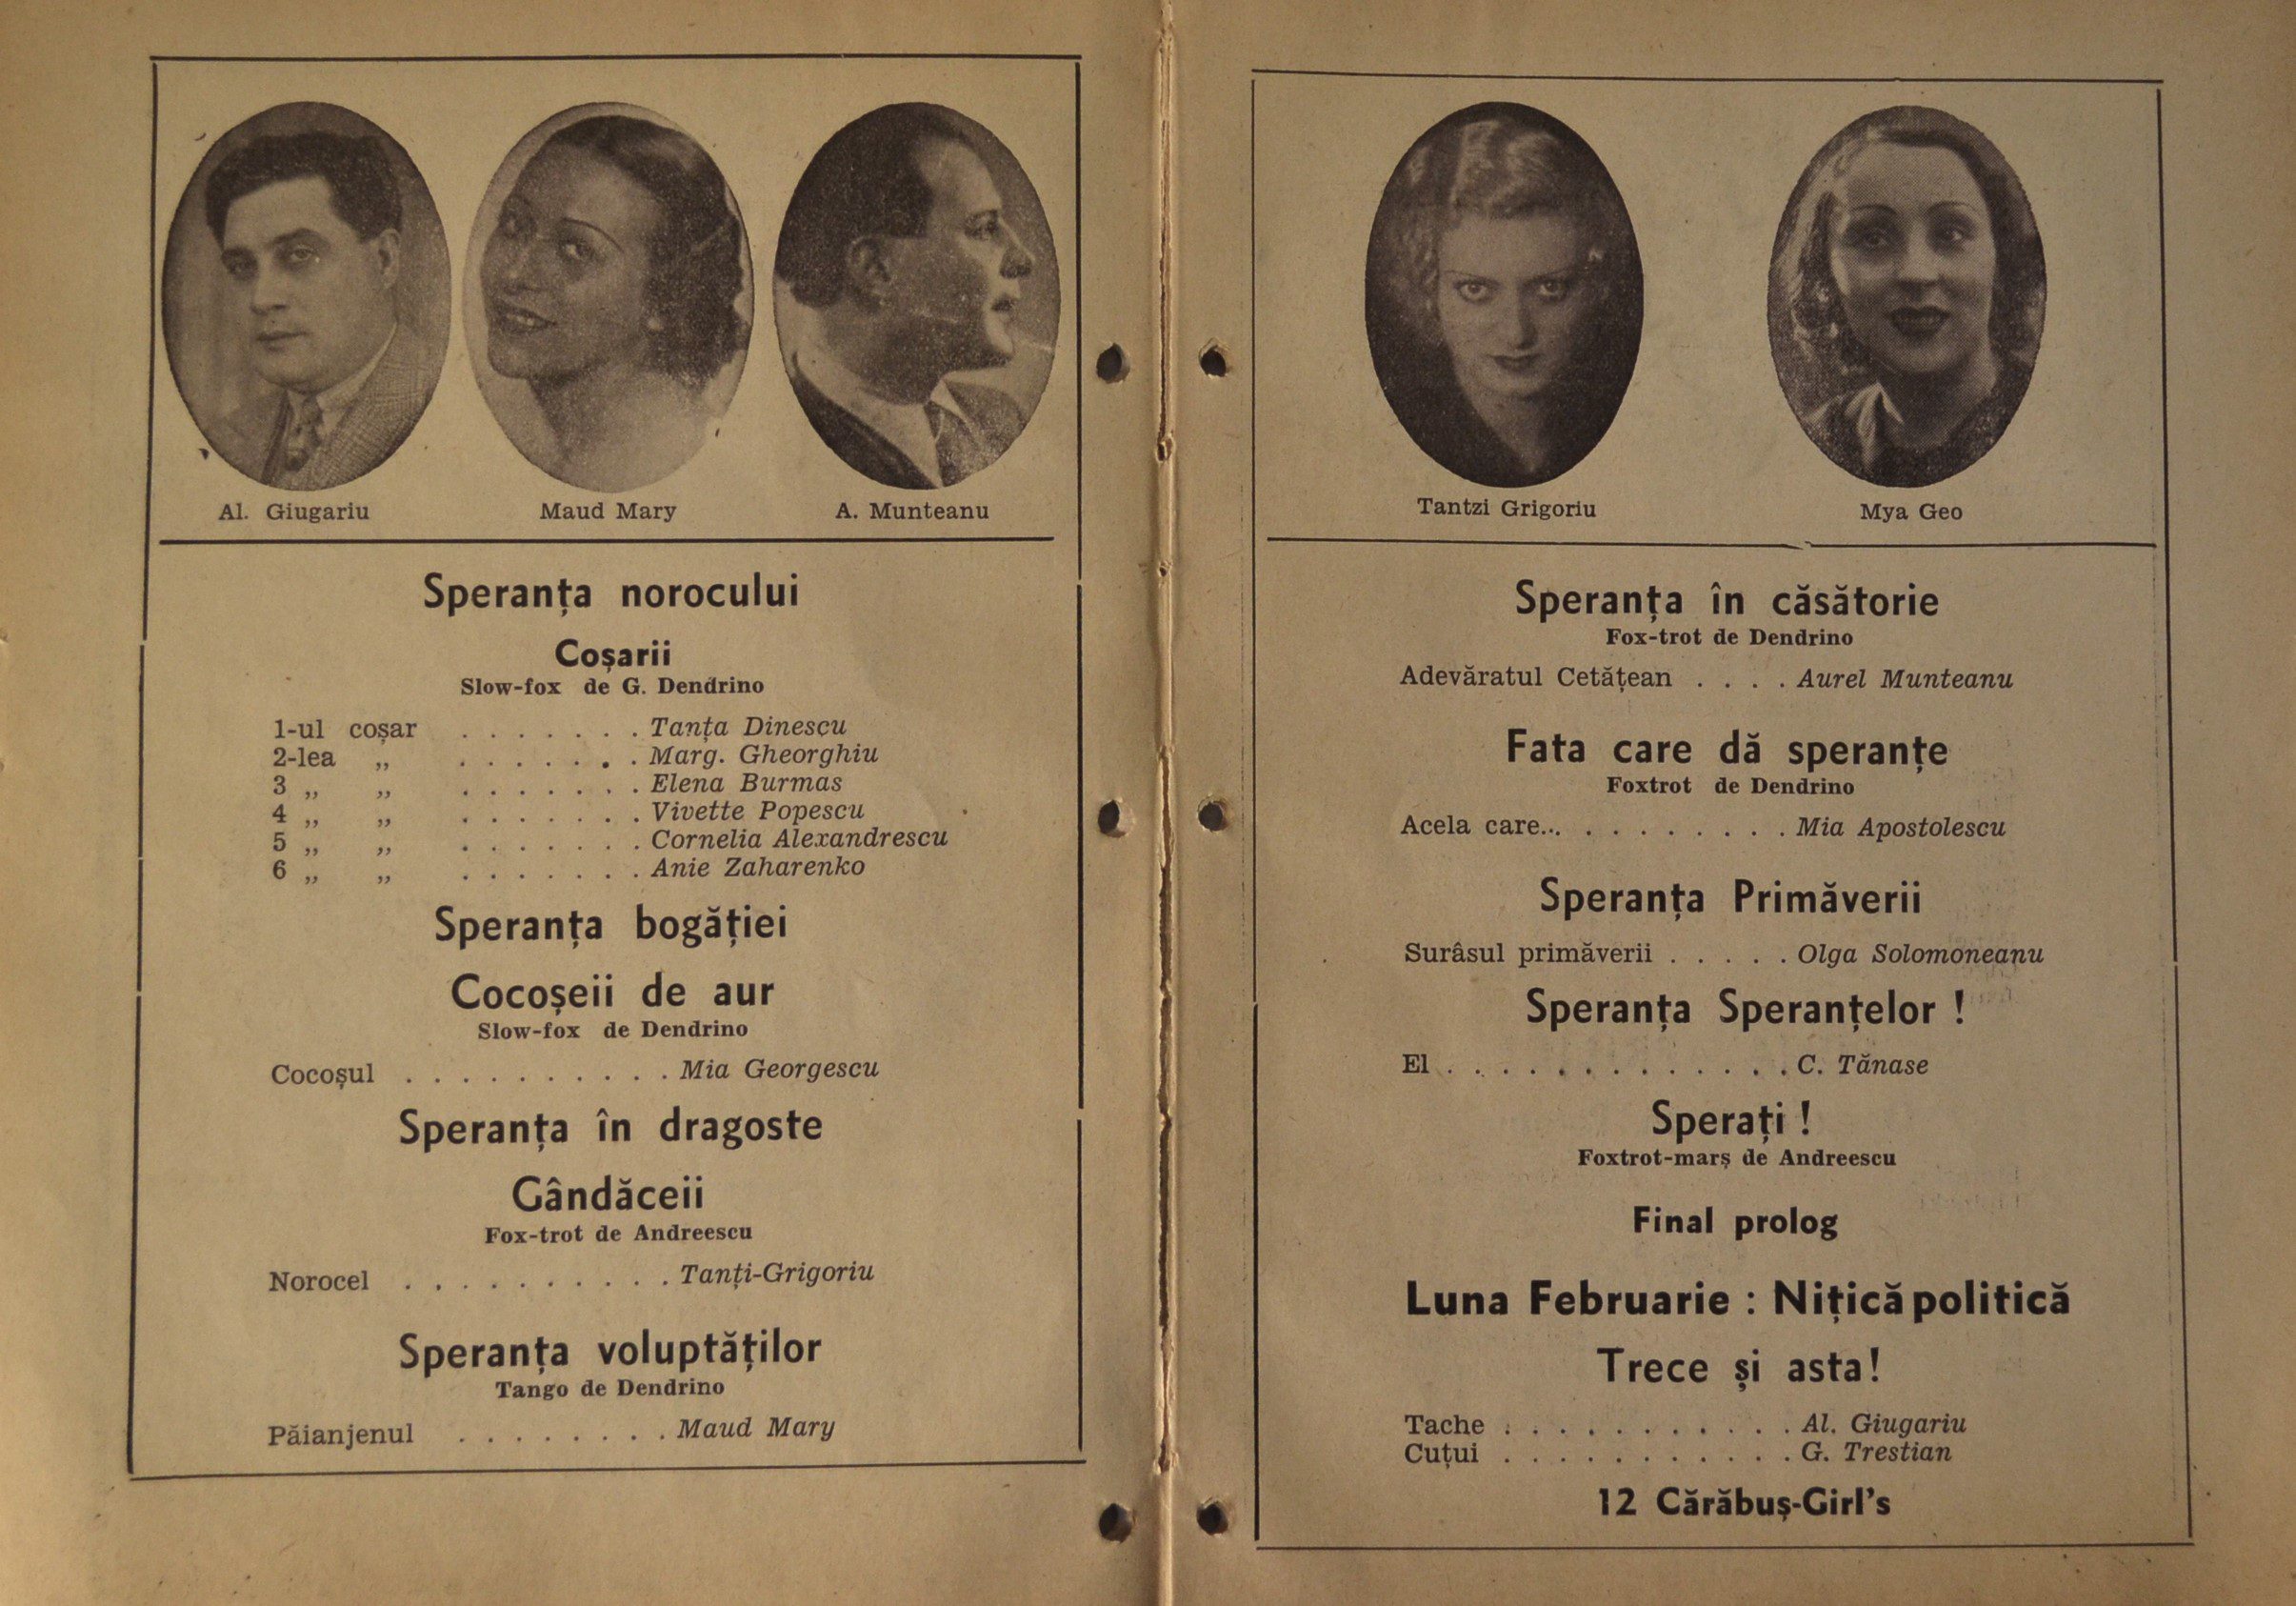 Al. Giugariu
Maud Mary
A. Munteanu
Speranța norocului
Coșarii
Slow-fox de G. Dendrino
1-ul coșar . . . . . . . Tanța Dinescu
2-lea „ . . . . . . . Marg. Gheorghiu
3 „ „ . . . . . . . Elena Burmas
4 „ „ . . . . . . . Vivette Popescu
5 „ „ . . . . . . . Cornelia Alexandrescu
6 „ „ . . . . . . . Anie Zaharenko
Speranța bogăției
Cocoșeii de aur
Slow-fox de Dendrino
Cocoșul . . . . . . . . . . Mia Georgescu
Speranța în dragoste
Gândăceii
Fox-trot de Andreescu
Norocel . . . . . . . . . . Tanți-Grigoriu
Speranța voluptăților
Tango de Dendrino
Păianjenul . . . . . . . . Maud Mary
Tantzi Grigoriu
Mya Geo
Speranța în căsătorie
Fox-trot de Dendrino
Adevăratul Cetățean . . . . Aurel Munteanu
Fata care dă speranțe
Foxtrot de Dendrino
Acela care... . . . . . . . . Mia Apostolescu
Speranța Primăverii
Surâsul primăverii . . . . . Olga Solomoneanu
Speranța Speranțelor !
El . . . . . . . . . . . . . C. Tănase
Sperați !
Foxtrot-marș de Andreescu
Final prolog
Luna Februarie : Nițică politică
Trece și asta!
Tache . . . . . . . . . . . Al. Giugariu
Cuțui . . . . . . . . . . . G. Trestian
12 Cărăbuș-Girl's